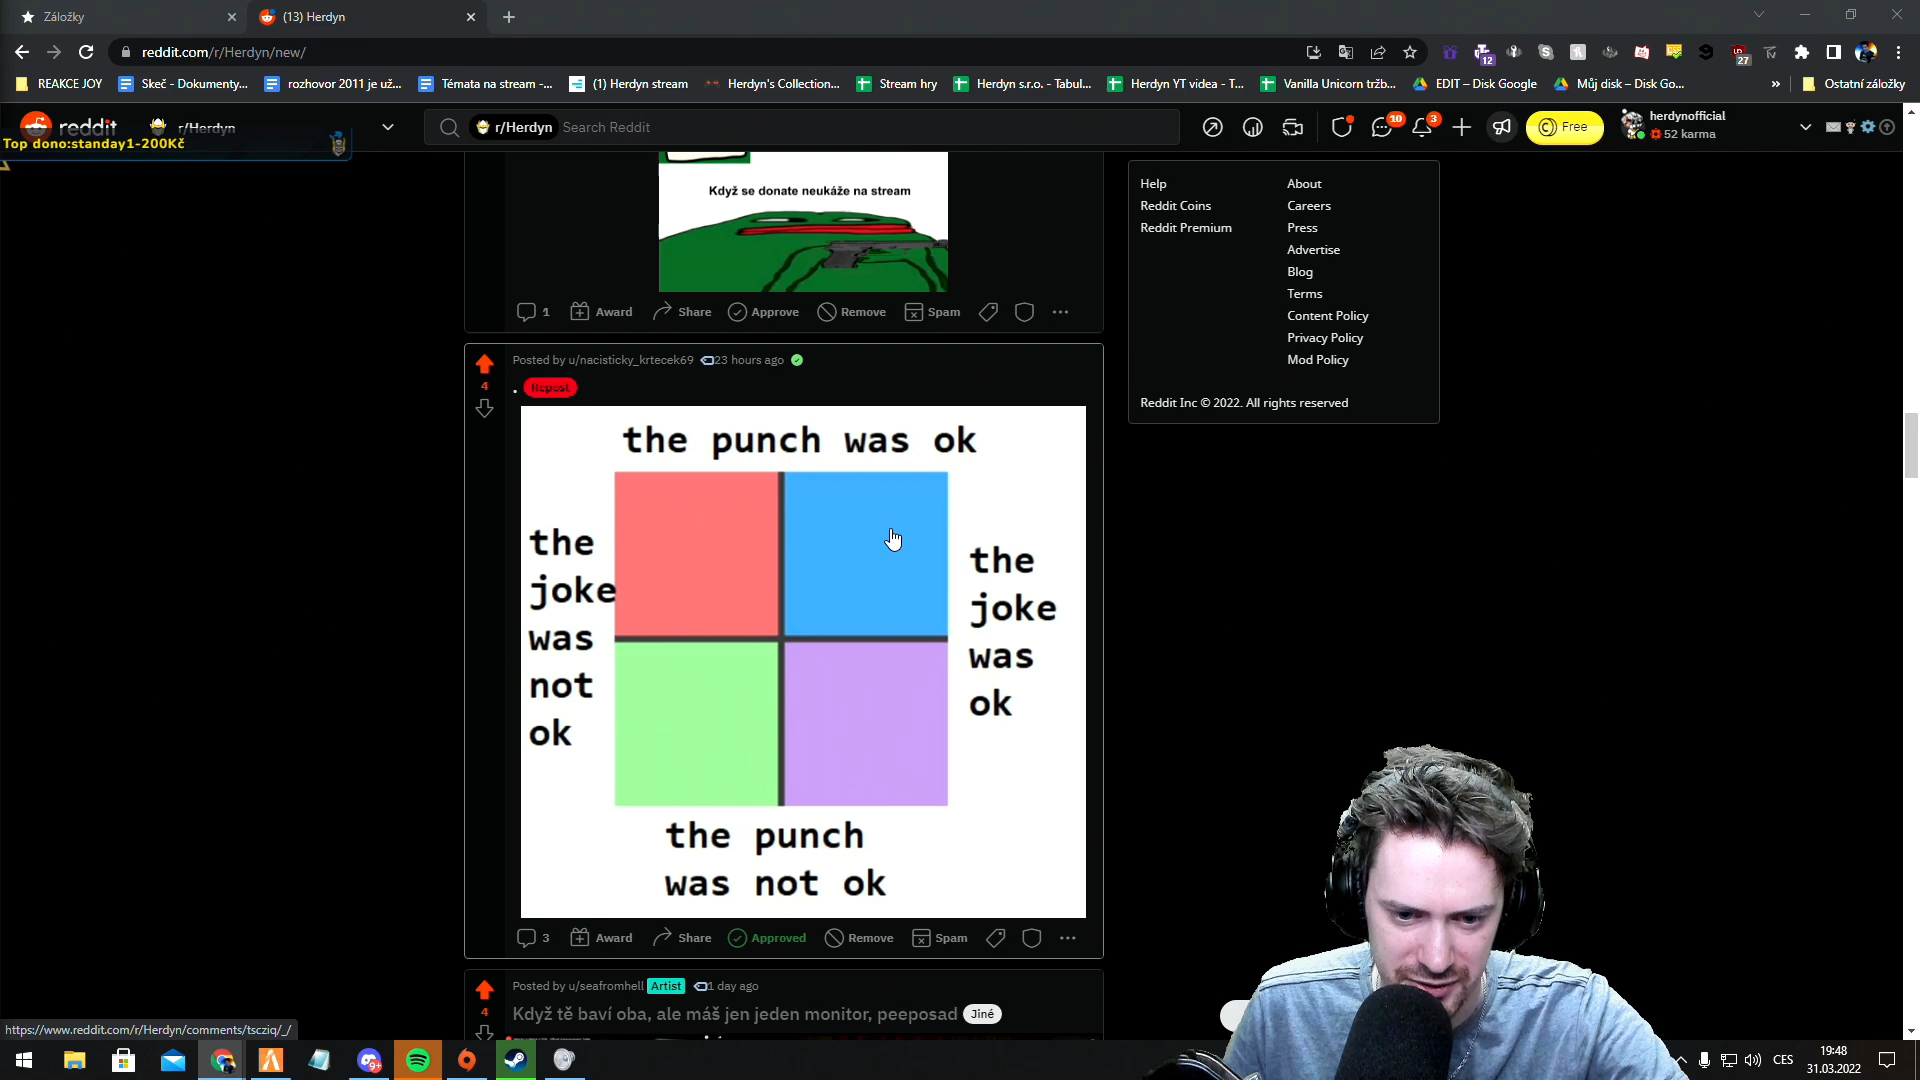 Záložky
(13) Herdyn
reddit.com/r/Herdyn/new/
12
27
REAKCE JOY
Skeč - Dokumenty...
rozhovor 2011 je už...
Témata na stream -...
(1) Herdyn stream
Herdyn's Collection...
Stream hry
Herdyn s.r.o. - Tabul...
Herdyn YT videa - T...
Vanilla Unicorn tržb...
EDIT – Disk Google
Můj disk – Disk Go...
»
Ostatní záložky
reddit
r/Herdyn
r/Herdyn
Search Reddit
10
3
Free
herdynofficial
52 karma
Top dono:standay1-200Kč
Když se donate neukáže na stream
1
Award
Share
Approve
Remove
Spam
Help
About
Reddit Coins
Careers
Reddit Premium
Press
Advertise
Blog
Terms
Content Policy
Privacy Policy
Mod Policy
Reddit Inc © 2022. All rights reserved
4
Posted by u/nacisticky_krtecek69
23 hours ago
.
Repost
the punch was ok
the
joke
was
not
ok
the
joke
was
ok
the punch
was not ok
3
Award
Share
Approved
Remove
Spam
4
Posted by u/seafromhell
Artist
1 day ago
Když tě baví oba, ale máš jen jeden monitor, peeposad
Jiné
https://www.reddit.com/r/Herdyn/comments/tscziq/_/
9+
CES
19:48
31.03.2022